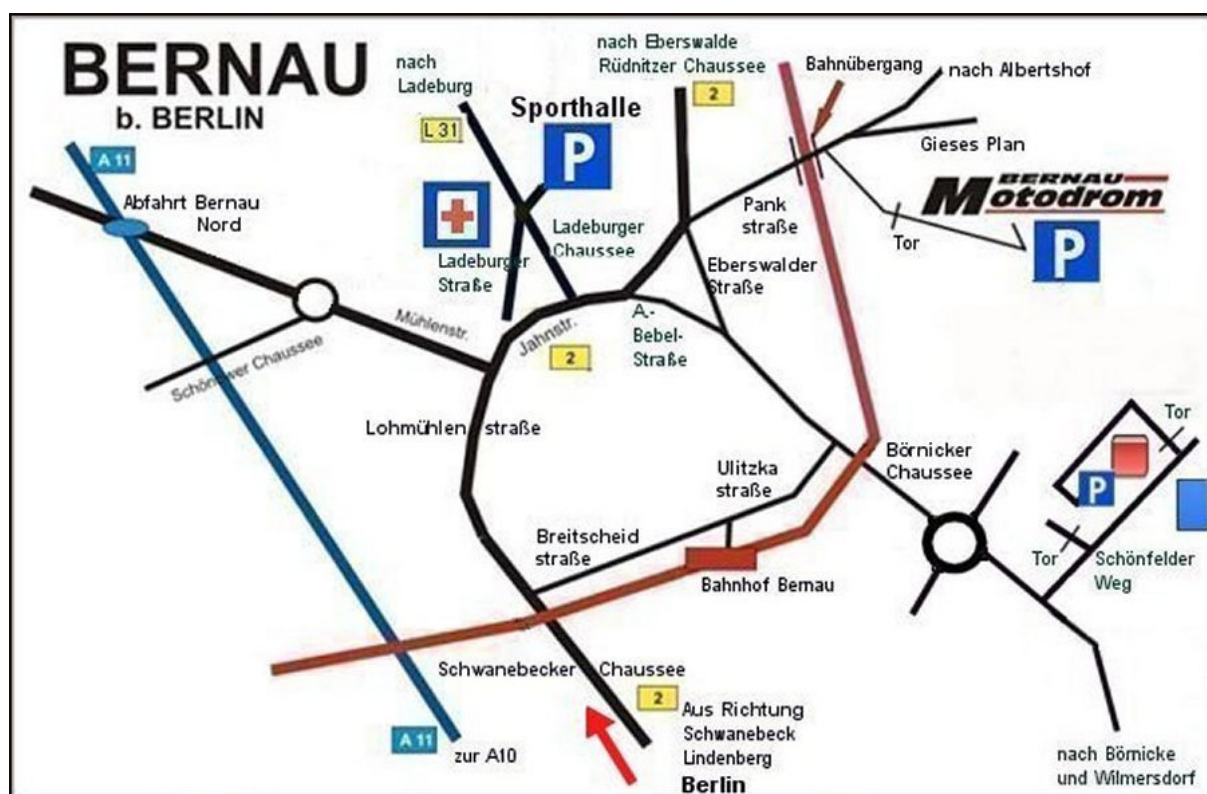 BERNAU
b. BERLIN
nach
Ladeburg
L 31
Sporthalle
P
nach Eberswalde
Rüdnitzer Chaussee
2
Bahnübergang
nach Albertshof
Gieses Plan
BERNAU
Motodrom
P
Tor
Pank
straße
A 11
Abfahrt Bernau
Nord
Ladeburger
Straße
Ladeburger
Chaussee
Eberswalder
Straße
A.-
Bebel-
Straße
Mühlenstr.
Jahnstr.
2
Schönower Chaussee
Lohmühlen straße
Ulitzka
straße
Börnicker
Chaussee
Tor
P
Tor
Schönfelder
Weg
Breitscheid
straße
Bahnhof Bernau
Schwanebecker Chaussee
2
Aus Richtung
Schwanebeck
Lindenberg
Berlin
A 11
zur A10
nach Börnicke
und Wilmersdorf